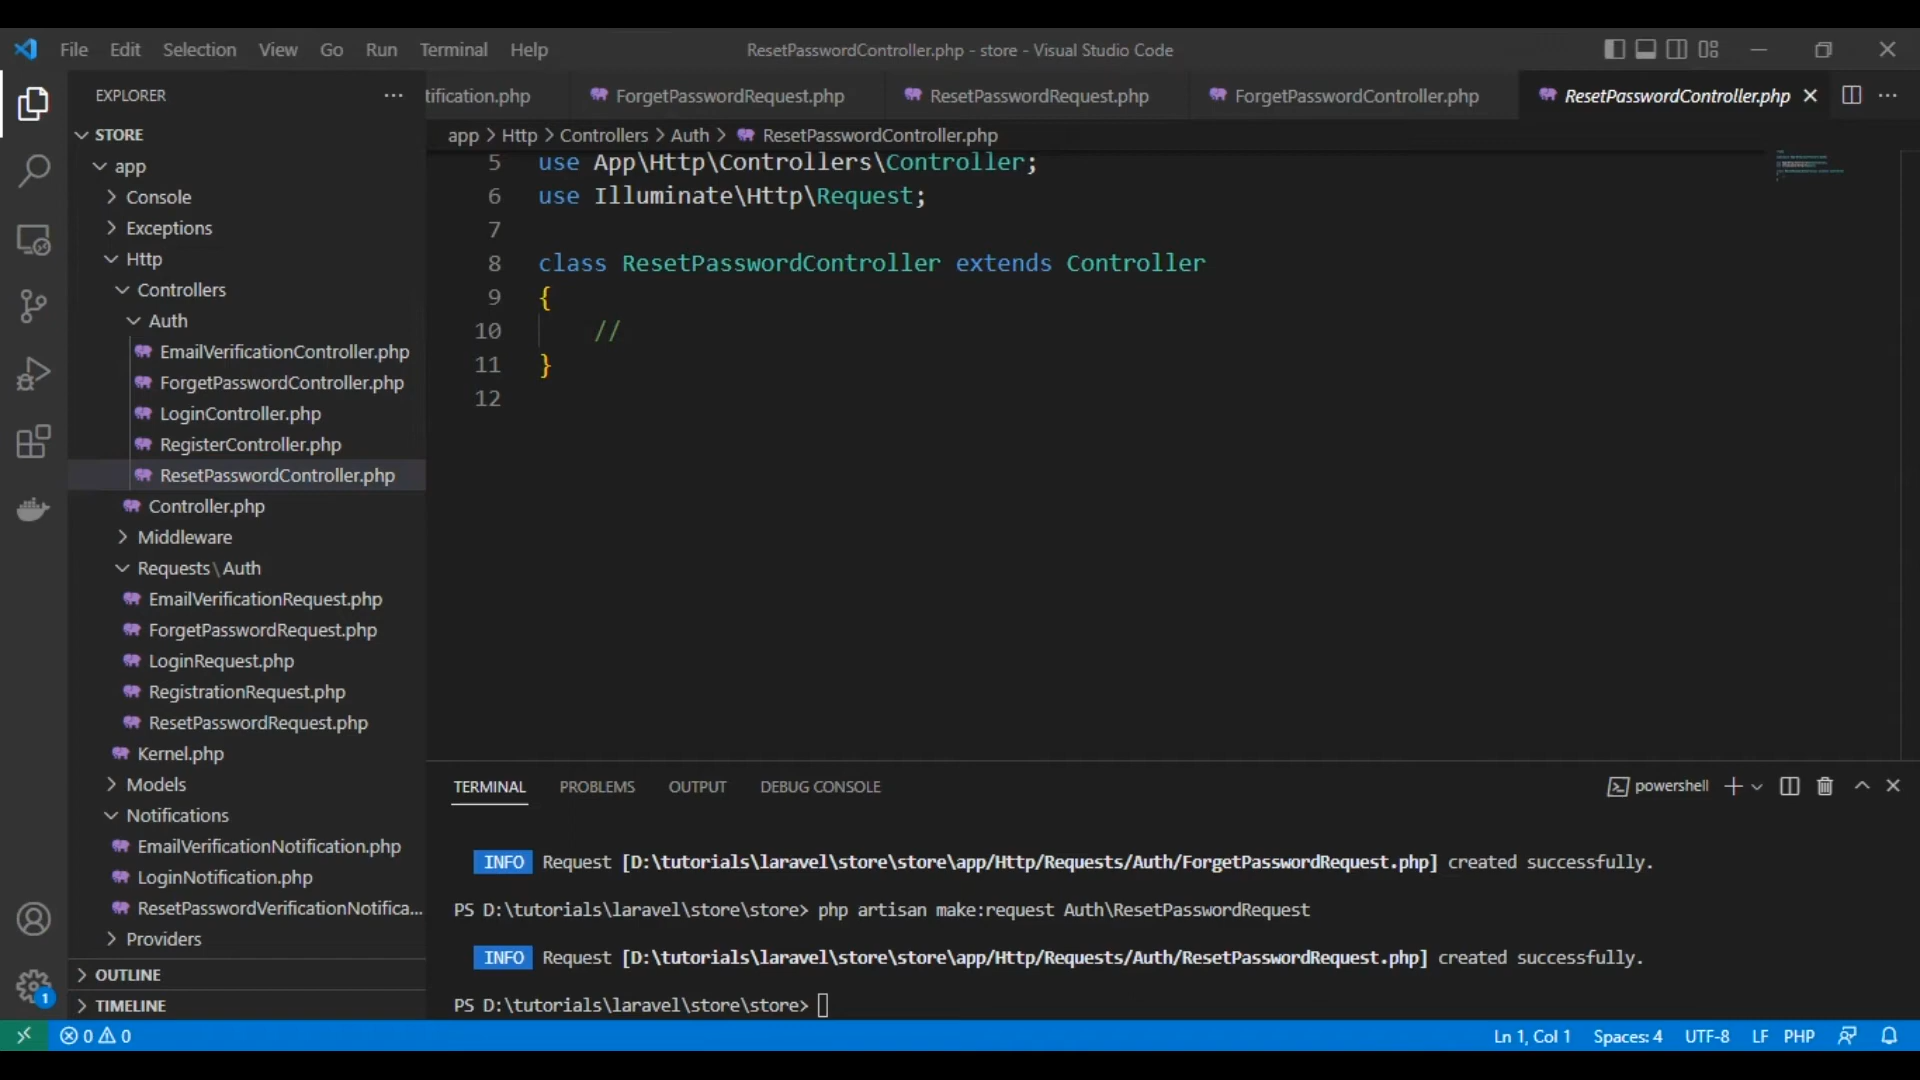 File Edit Selection View Go Run Terminal Help
ResetPasswordController.php - store - Visual Studio Code
EXPLORER
tification.php
ForgetPasswordRequest.php
ResetPasswordRequest.php
ForgetPasswordController.php
ResetPasswordController.php
STORE
app
Console
Exceptions
Http
Controllers
Auth
EmailVerificationController.php
ForgetPasswordController.php
LoginController.php
RegisterController.php
ResetPasswordController.php
Controller.php
Middleware
Requests\Auth
EmailVerificationRequest.php
ForgetPasswordRequest.php
LoginRequest.php
RegistrationRequest.php
ResetPasswordRequest.php
Kernel.php
Models
Notifications
EmailVerificationNotification.php
LoginNotification.php
ResetPasswordVerificationNotifica...
Providers
OUTLINE
TIMELINE
app > Http > Controllers > Auth > ResetPasswordController.php
5 use App\Http\Controllers\Controller;
6 use Illuminate\Http\Request;
7
8 class ResetPasswordController extends Controller
9 {
10 //
11 }
12
TERMINAL PROBLEMS OUTPUT DEBUG CONSOLE
powershell
INFO Request [D:\tutorials\laravel\store\store\app/Http/Requests/Auth/ForgetPasswordRequest.php] created successfully.
PS D:\tutorials\laravel\store\store> php artisan make:request Auth\ResetPasswordRequest
INFO Request [D:\tutorials\laravel\store\store\app/Http/Requests/Auth/ResetPasswordRequest.php] created successfully.
PS D:\tutorials\laravel\store\store>
1
0 0
Ln 1, Col 1 Spaces: 4 UTF-8 LF PHP